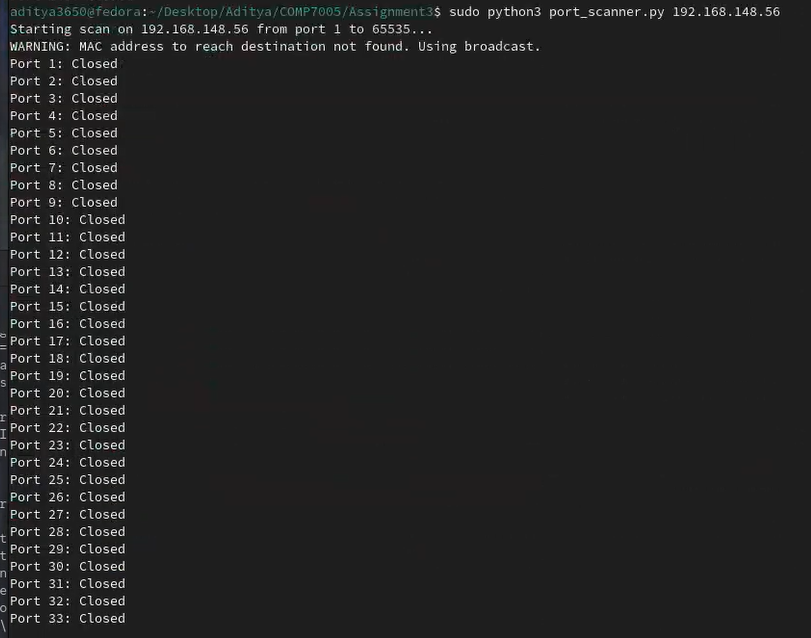 aditya3650@fedora:~/Desktop/Aditya/COMP7005/Assignment3$ sudo python3 port_scanner.py 192.168.148.56
Starting scan on 192.168.148.56 from port 1 to 65535...
WARNING: MAC address to reach destination not found. Using broadcast.
Port 1: Closed
Port 2: Closed
Port 3: Closed
Port 4: Closed
Port 5: Closed
Port 6: Closed
Port 7: Closed
Port 8: Closed
Port 9: Closed
Port 10: Closed
Port 11: Closed
Port 12: Closed
Port 13: Closed
Port 14: Closed
Port 15: Closed
Port 16: Closed
Port 17: Closed
Port 18: Closed
Port 19: Closed
Port 20: Closed
Port 21: Closed
Port 22: Closed
Port 23: Closed
Port 24: Closed
Port 25: Closed
Port 26: Closed
Port 27: Closed
Port 28: Closed
Port 29: Closed
Port 30: Closed
Port 31: Closed
Port 32: Closed
Port 33: Closed